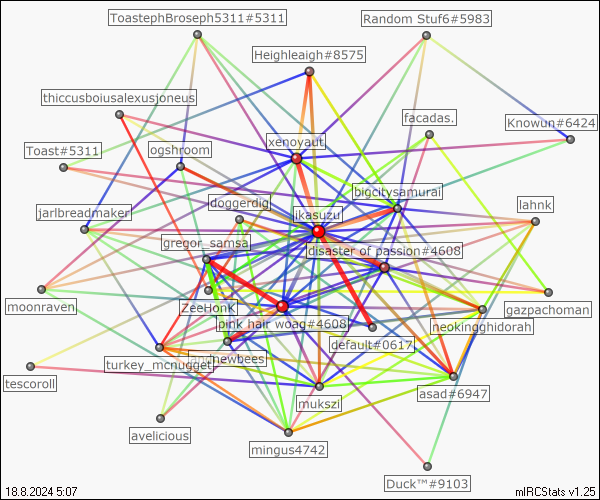 ToastephBroseph5311#5311
Random Stuf6#5983
Heighleaigh#8575
thiccusboiusalexusjoneus
facadas.
Knowun#6424
xenoyaut
Toast#5311
ogshroom
bigcitysamurai
doggerdig
lahnk
jarlbreadmaker
ikasuzu
gregor_samsa
disaster of passion#4608
moonraven
ZeeHonK
gazpachoman
pink hair woag#4608
neokingghidorah
default#0617
turkey_mcnugget
newbees
tescoroll
mukszi
asad#6947
avelicious
mingus4742
Duck™#9103
18.8.2024 5:07
mIRCStats v1.25